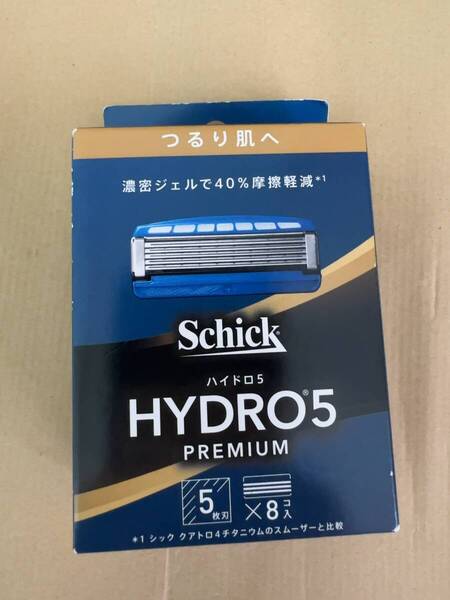 つるり肌へ
濃密ジェルで40%摩擦軽減*1
Schick
ハイドロ5
HYDRO®5
PREMIUM
5枚刃 ×8コ入
*1 シック クアトロ4チタニウムのスムーザーと比較